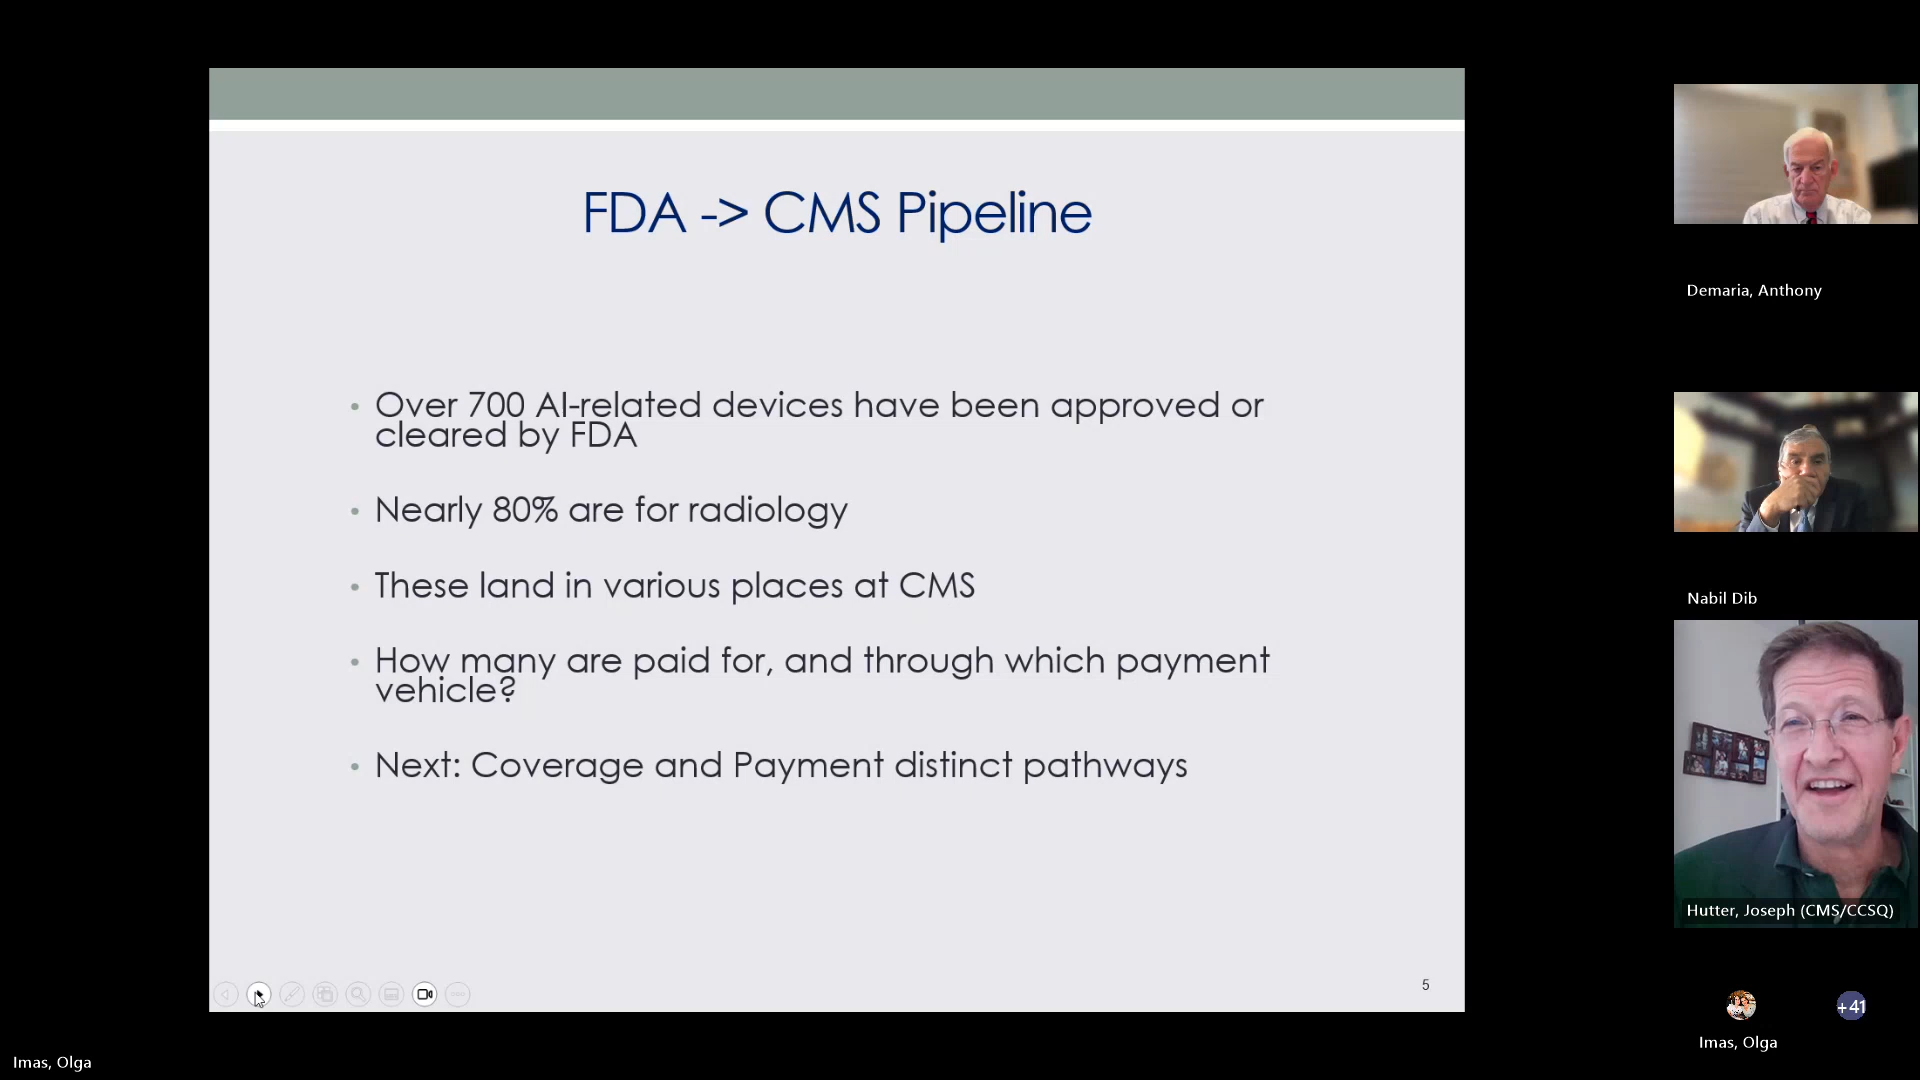 FDA -> CMS Pipeline
• Over 700 AI-related devices have been approved or
cleared by FDA
• Nearly 80% are for radiology
• These land in various places at CMS
• How many are paid for, and through which payment
vehicle?
• Next: Coverage and Payment distinct pathways
5
Demaria, Anthony
Nabil Dib
Hutter, Joseph (CMS/CCSQ)
+41
Imas, Olga
Imas, Olga